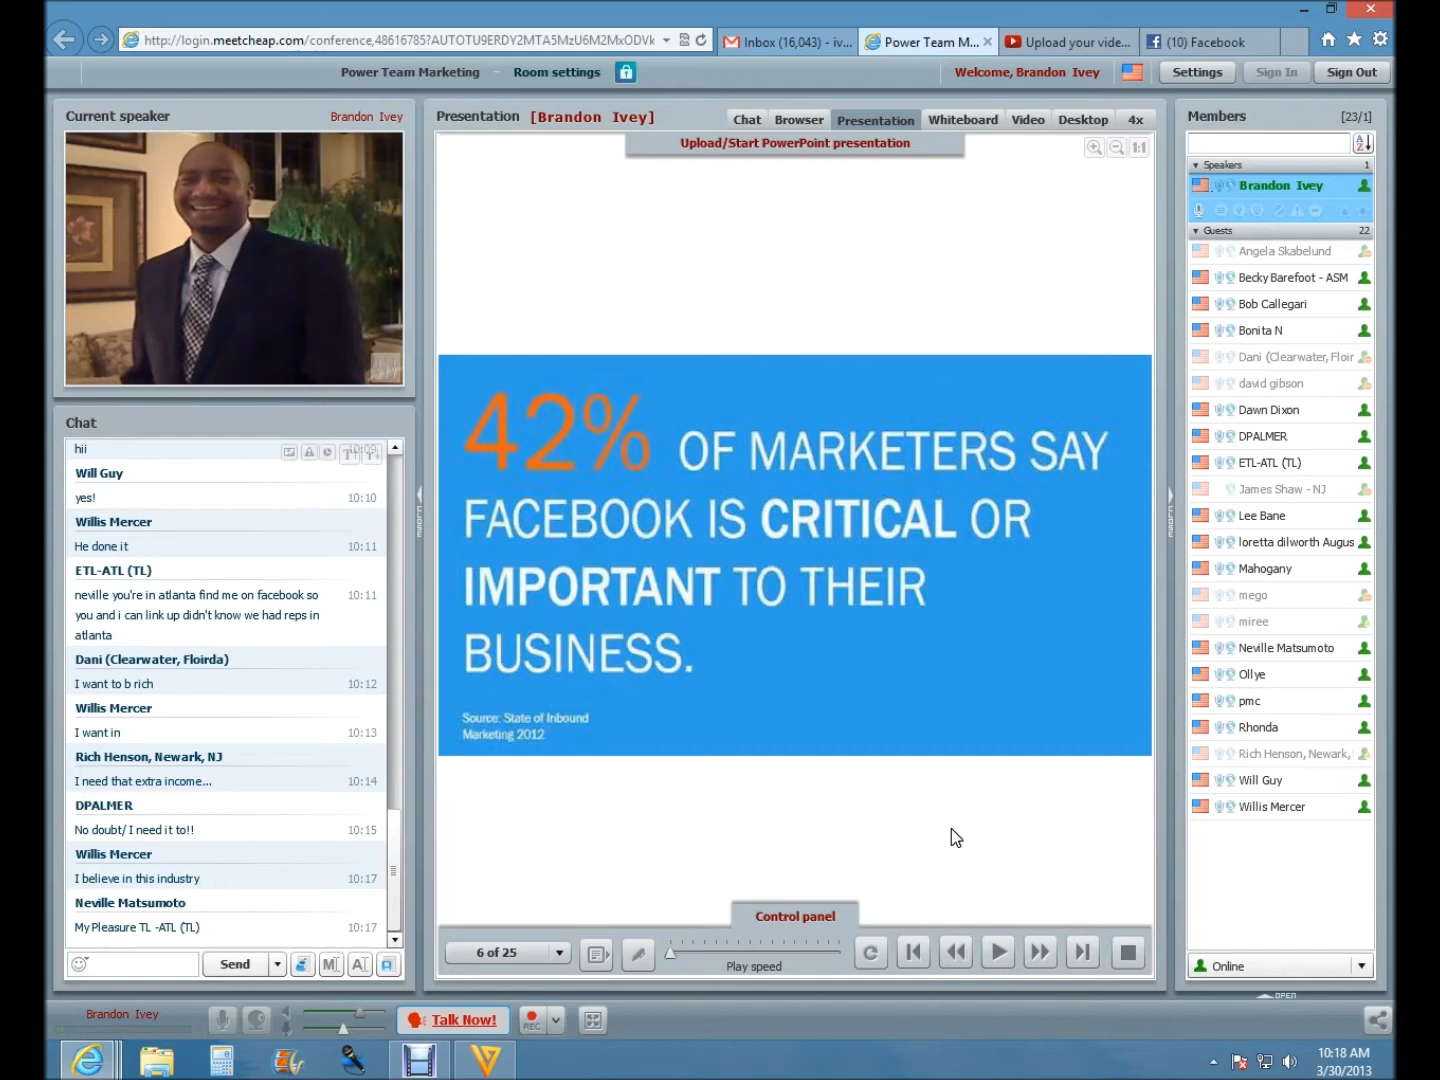 http://login.meetcheap.com/conference,48616785?AUTOTU9ERDY2MTA5MzU6M2MxODVk
Inbox (16,043) - iv...
Power Team M...
Upload your vide...
(10) Facebook
Power Team Marketing
Room settings
Welcome, Brandon Ivey
Settings
Sign In
Sign Out
Current speaker
Brandon Ivey
Presentation
[Brandon Ivey]
Chat
Browser
Presentation
Whiteboard
Video
Desktop
4x
Upload/Start PowerPoint presentation
1:1
42% OF MARKETERS SAY
FACEBOOK IS CRITICAL OR
IMPORTANT TO THEIR
BUSINESS.
Source: State of Inbound
Marketing 2012
Control panel
6 of 25
Play speed
Chat
hii
10:09
Will Guy
yes! 10:10
Willis Mercer
He done it 10:11
ETL-ATL (TL)
neville you're in atlanta find me on facebook so 10:11
you and i can link up didn't know we had reps in
atlanta
Dani (Clearwater, Floirda)
I want to b rich 10:12
Willis Mercer
I want in 10:13
Rich Henson, Newark, NJ
I need that extra income... 10:14
DPALMER
No doubt/ I need it to!! 10:15
Willis Mercer
I believe in this industry 10:17
Neville Matsumoto
My Pleasure TL -ATL (TL) 10:17
Send
Members
[23/1]
Speakers 1
Brandon Ivey
Guests 22
Angela Skabelund
Becky Barefoot - ASM
Bob Callegari
Bonita N
Dani (Clearwater, Floir
david gibson
Dawn Dixon
DPALMER
ETL-ATL (TL)
James Shaw - NJ
Lee Bane
loretta dilworth Augus
Mahogany
mego
miree
Neville Matsumoto
Ollye
pmc
Rhonda
Rich Henson, Newark,
Will Guy
Willis Mercer
Online
OPEN
Brandon Ivey
Talk Now!
REC
10:18 AM
3/30/2013